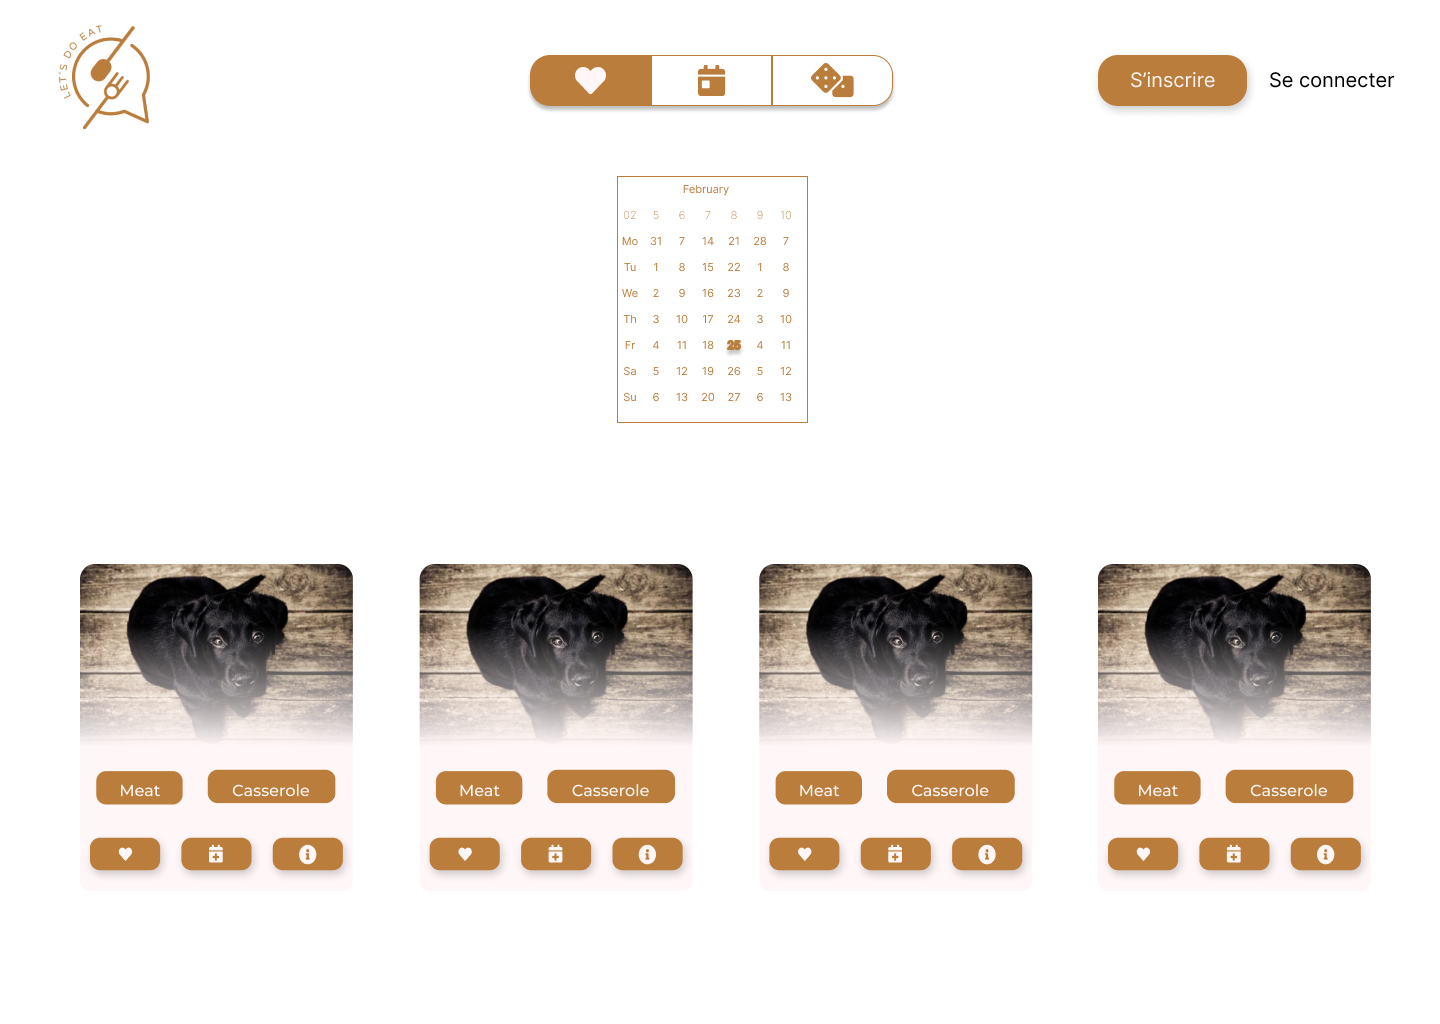 LET'S DO EAT
S’inscrire
Se connecter
February
02 5 6 7 8 9 10
Mo 31 7 14 21 28 7
Tu 1 8 15 22 1 8
We 2 9 16 23 2 9
Th 3 10 17 24 3 10
Fr 4 11 18 25 4 11
Sa 5 12 19 26 5 12
Su 6 13 20 27 6 13
Meat Casserole
Meat Casserole
Meat Casserole
Meat Casserole